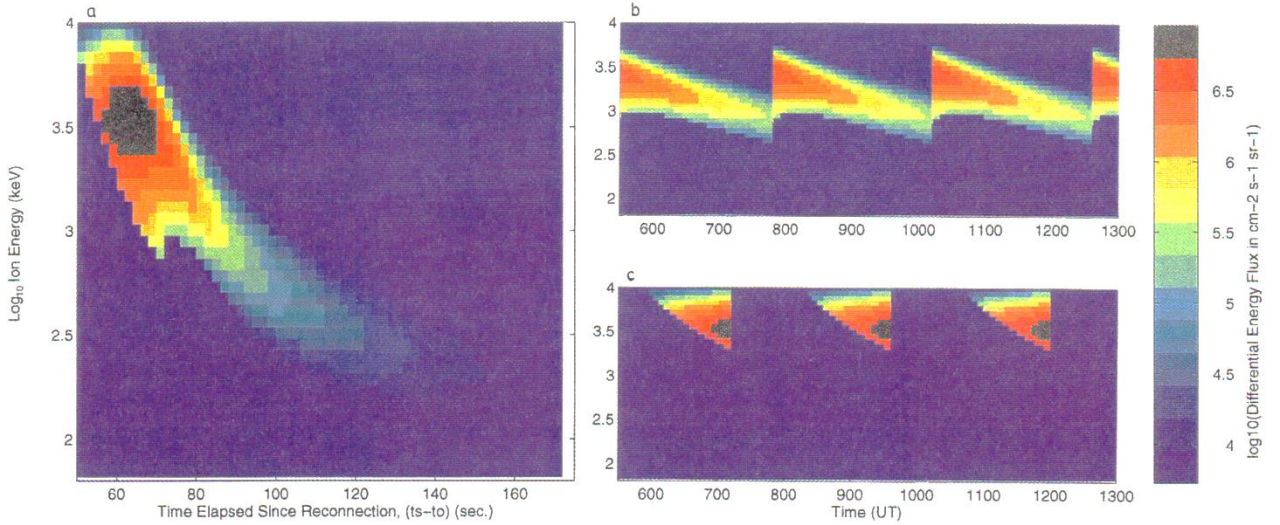 a
4
3.5
3
2.5
2
Log10 Ion Energy (keV)
60 80 100 120 140 160
Time Elapsed Since Reconnection, (ts-to) (sec.)
b
4
3.5
3
2.5
2
600 700 800 900 1000 1100 1200 1300
c
4
3.5
3
2.5
2
600 700 800 900 1000 1100 1200 1300
Time (UT)
6.5
6
5.5
5
4.5
4
log10(Differential Energy Flux in cm-2 s-1 sr-1)